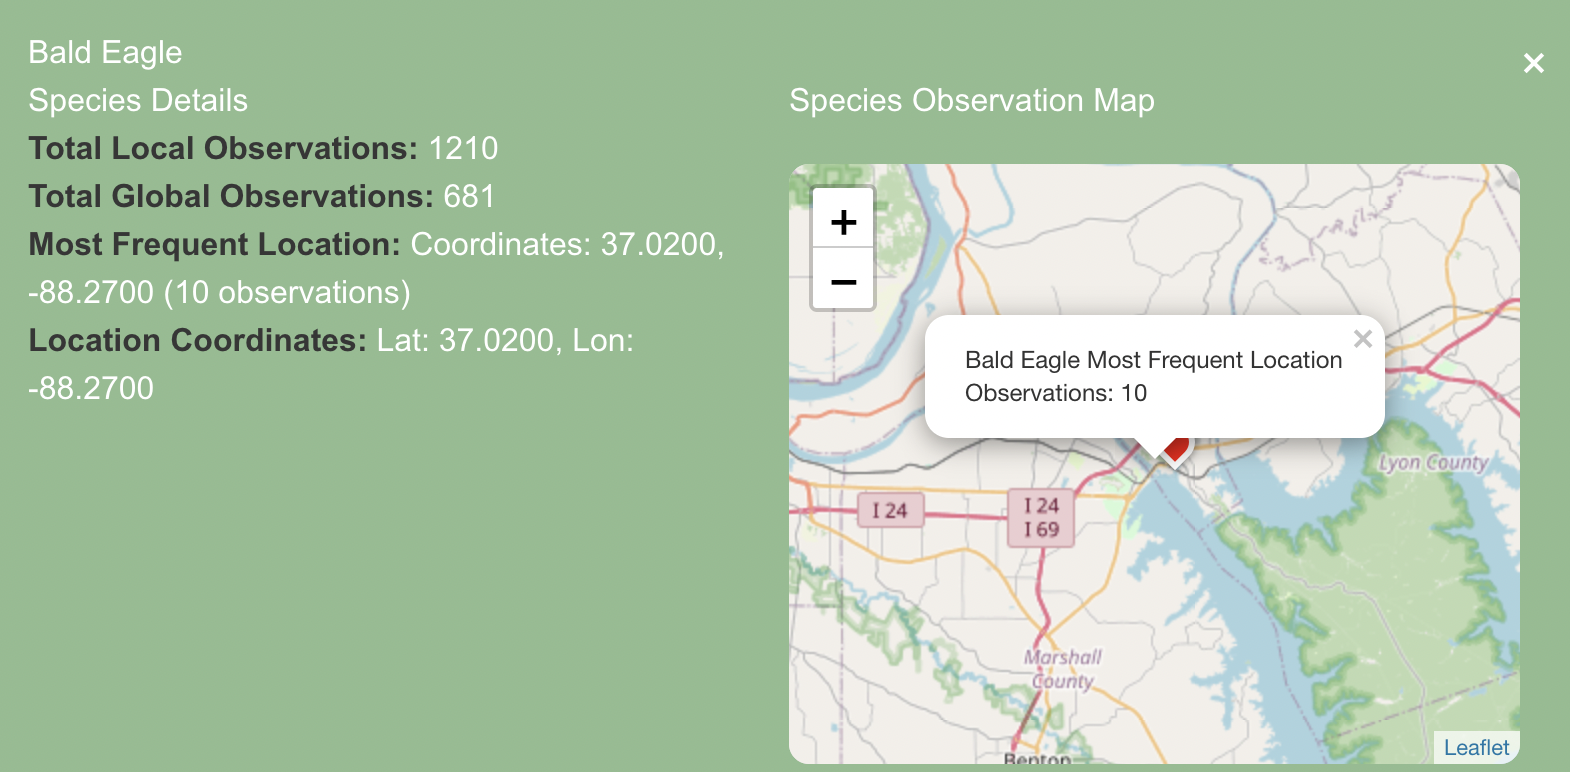 Bald Eagle
Species Details
Total Local Observations: 1210
Total Global Observations: 681
Most Frequent Location: Coordinates: 37.0200,
-88.2700 (10 observations)
Location Coordinates: Lat: 37.0200, Lon:
-88.2700
×
Species Observation Map
+
−
×
Bald Eagle Most Frequent Location
Observations: 10
Lyon County
I 24
I 24
I 69
Marshall
County
Benton
Leaflet